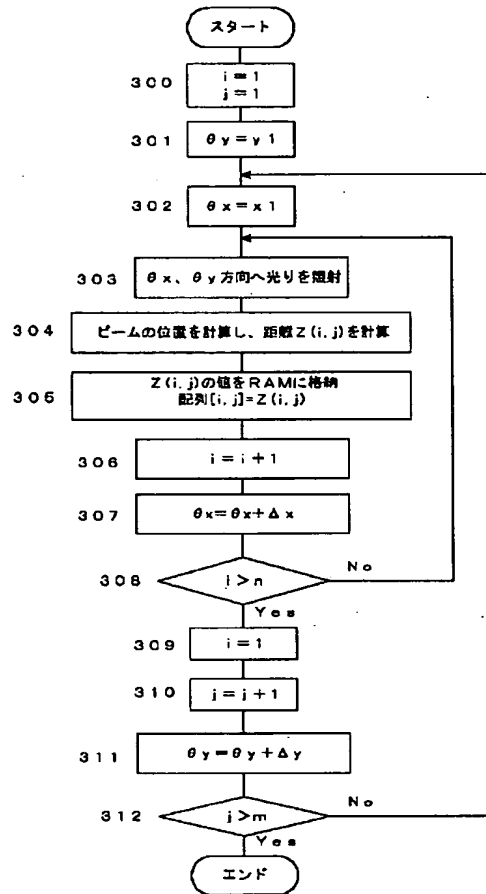 スタート
300
i=1
j=1
301
θy=y1
302
θx=x1
303
θx、θy方向へ光りを照射
304
ビームの位置を計算し、距離Z(i,j)を計算
305
Z(i,j)の値をRAMに格納
配列[i,j]=Z(i,j)
306
i=i+1
307
θx=θx+Δx
308
i>n
No
Yes
309
i=1
310
j=j+1
311
θy=θy+Δy
312
j>m
No
Yes
エンド